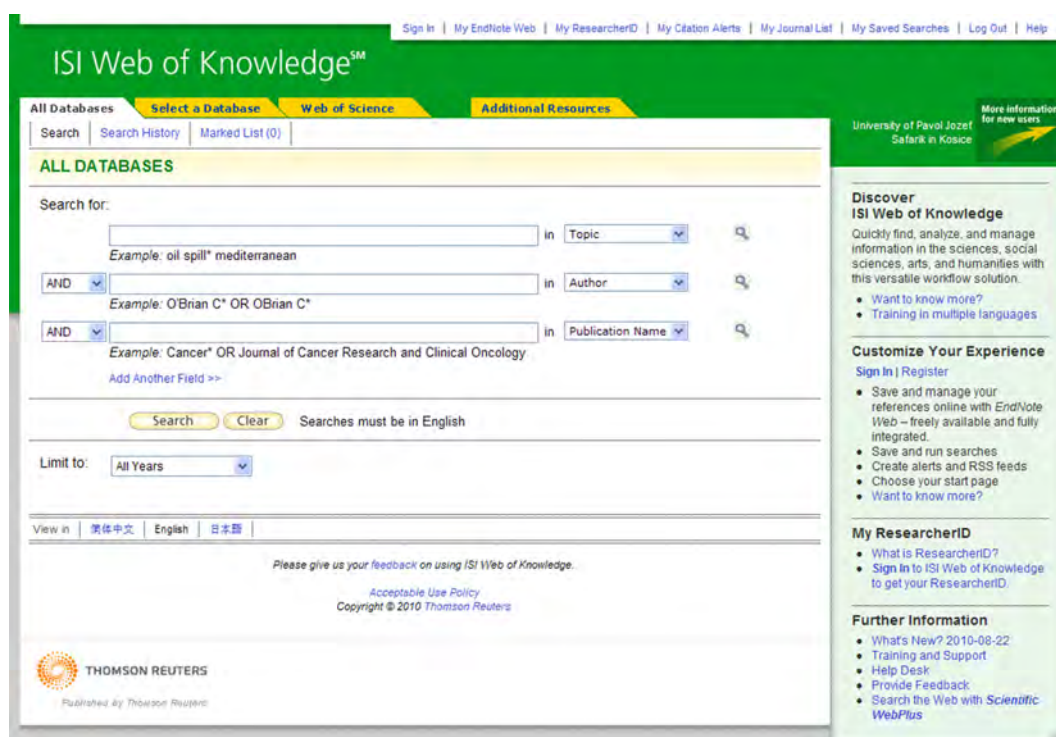 Sign In | My EndNote Web | My ResearcherID | My Citation Alerts | My Journal List | My Saved Searches | Log Out | Help
ISI Web of Knowledge℠
All Databases Select a Database Web of Science Additional Resources
Search | Search History | Marked List (0)
ALL DATABASES
Search for:
in Topic
Example: oil spill* mediterranean
AND in Author
Example: O'Brian C* OR OBrian C*
AND in Publication Name
Example: Cancer* OR Journal of Cancer Research and Clinical Oncology
Add Another Field >>
Search Clear Searches must be in English
Limit to: All Years
View in | 简体中文 | English | 日本語 |
Please give us your feedback on using ISI Web of Knowledge.
Acceptable Use Policy
Copyright © 2010 Thomson Reuters
THOMSON REUTERS
Published by Thomson Reuters
University of Pavol Jozef
Safarik in Kosice
More information
for new users
Discover
ISI Web of Knowledge
Quickly find, analyze, and manage
information in the sciences, social
sciences, arts, and humanities with
this versatile workflow solution.
• Want to know more?
• Training in multiple languages
Customize Your Experience
Sign In | Register
• Save and manage your
references online with EndNote
Web – freely available and fully
integrated.
• Save and run searches
• Create alerts and RSS feeds
• Choose your start page
• Want to know more?
My ResearcherID
• What is ResearcherID?
• Sign In to ISI Web of Knowledge
to get your ResearcherID.
Further Information
• What's New? 2010-08-22
• Training and Support
• Help Desk
• Provide Feedback
• Search the Web with Scientific
WebPlus